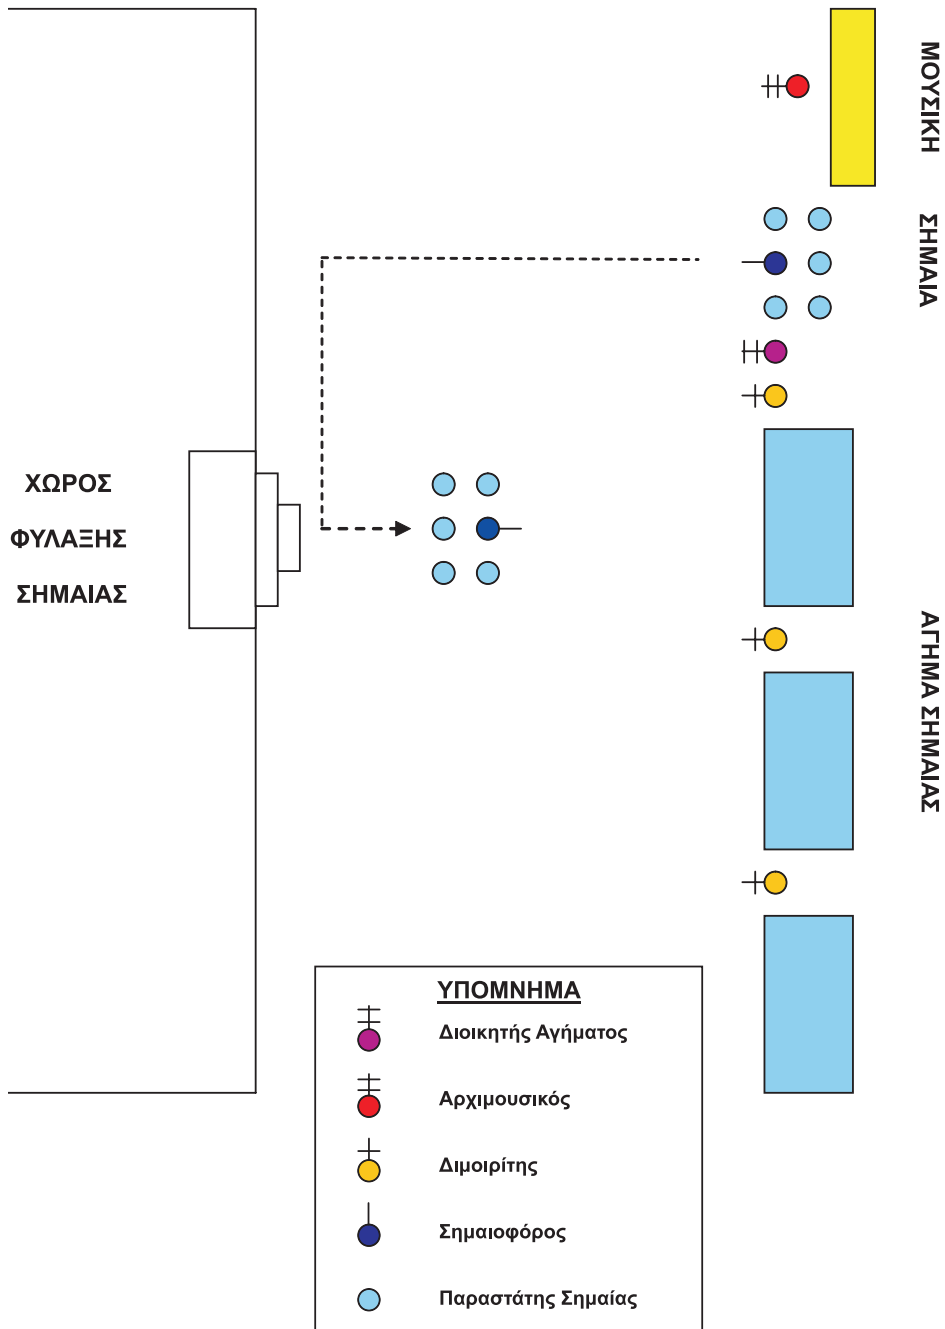 ΜΟΥΣΙΚΗ
ΣΗΜΑΙΑ
ΧΩΡΟΣ
ΦΥΛΑΞΗΣ
ΣΗΜΑΙΑΣ
ΑΓΗΜΑ ΣΗΜΑΙΑΣ
ΥΠΟΜΝΗΜΑ
Διοικητής Αγήματος
Αρχιμουσικός
Διμοιρίτης
Σημαιοφόρος
Παραστάτης Σημαίας